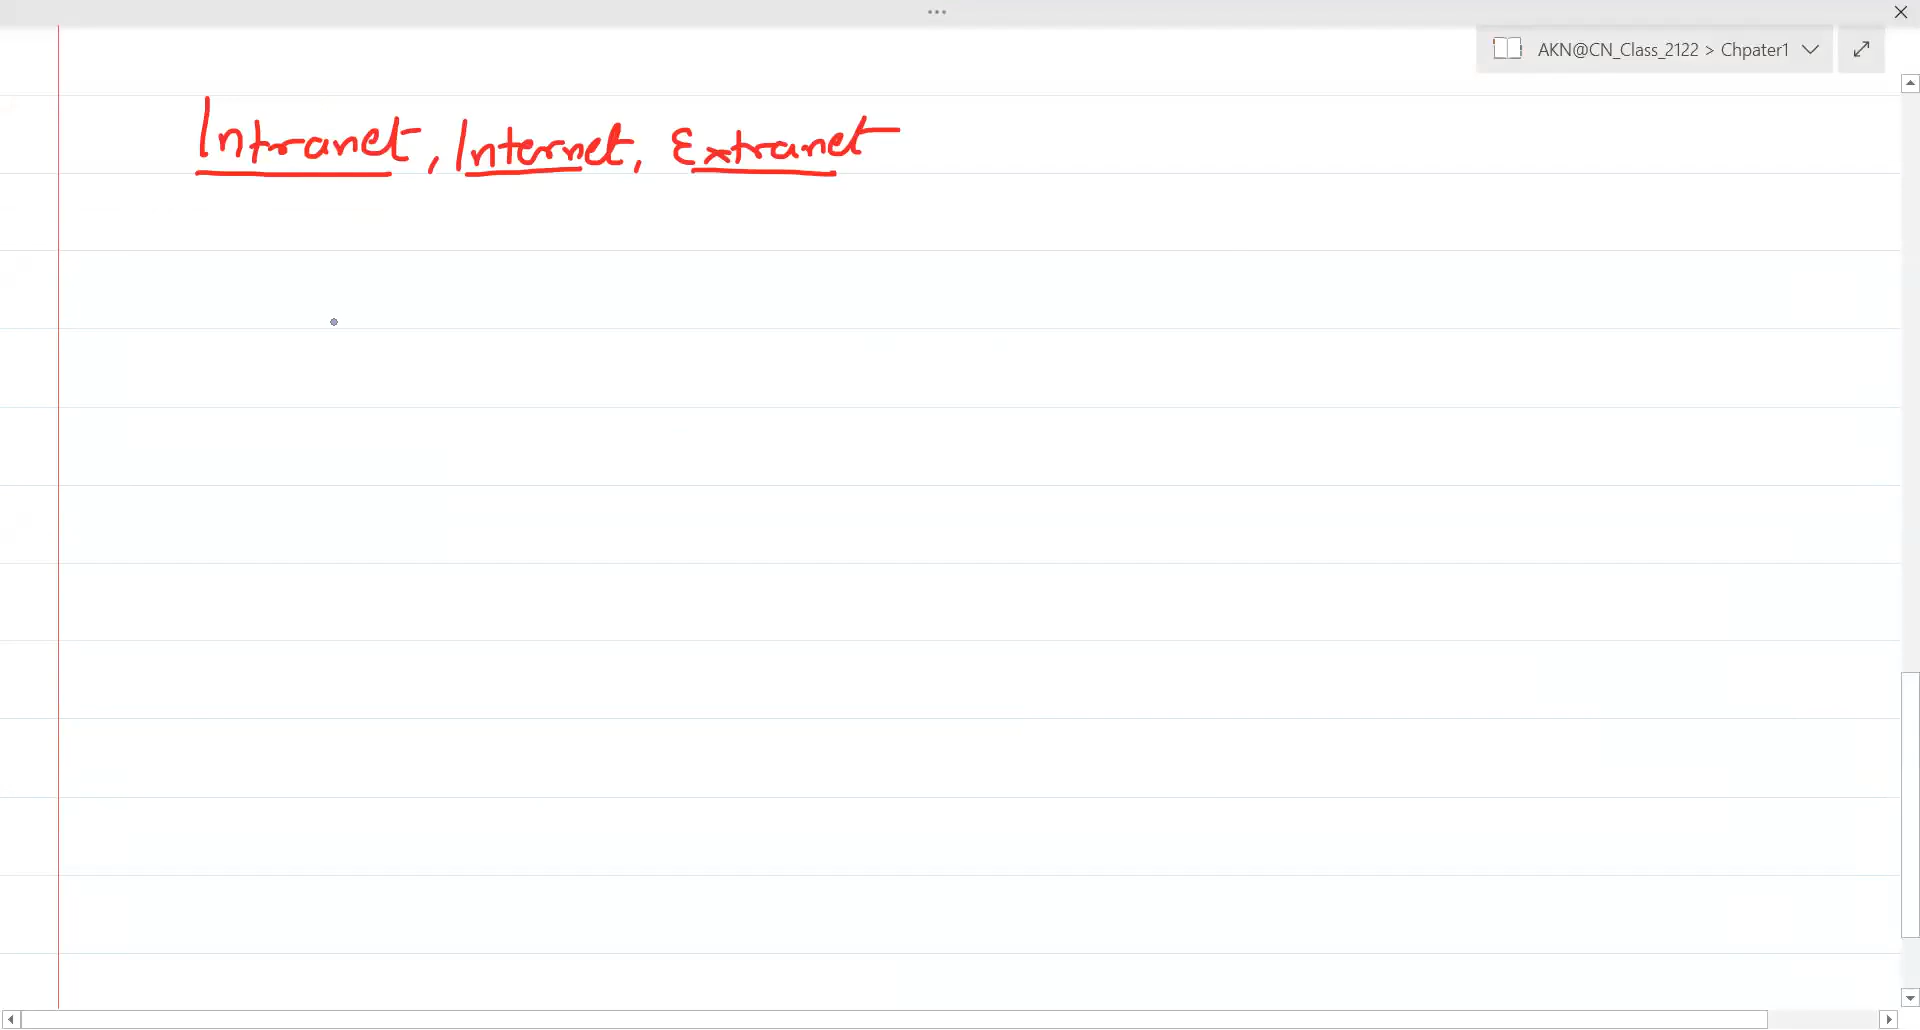 AKN@CN_Class_2122 > Chpater1
Intranet, Internet, Extranet